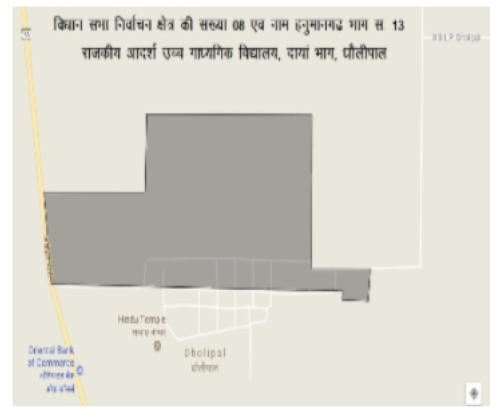 विधान सभा निर्वाचन क्षेत्र की संख्या 08 एवं नाम हनुमानगढ भाग स. 13
राजकीय आदर्श उच्च माध्यमिक विद्यालय, दायां भाग, धौलीपाल
Hindu Temple
Dholipal
धोलीपाल
Oriental Bank
of Commerce